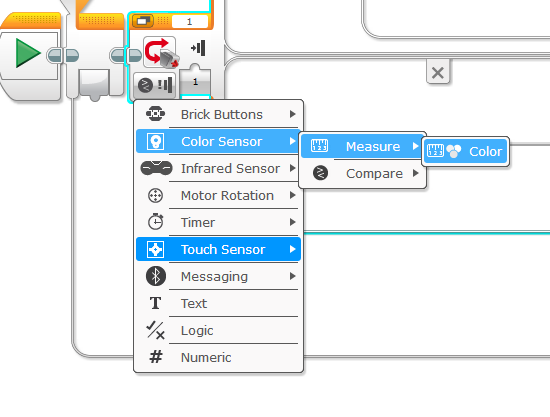 1
1
Brick Buttons
Color Sensor
Measure
Color
Infrared Sensor
Compare
Motor Rotation
Timer
Touch Sensor
Messaging
T Text
Logic
# Numeric